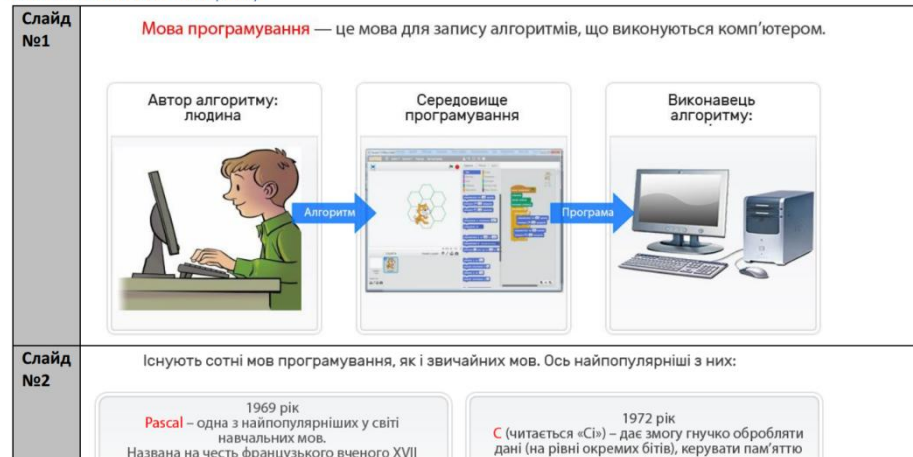 Слайд
№1
Мова програмування — це мова для запису алгоритмів, що виконуються комп’ютером.
Автор алгоритму:
людина
Середовище
програмування
Виконавець
алгоритму:
Алгоритм
Програма
Слайд
№2
Існують сотні мов програмування, як і звичайних мов. Ось найпопулярніші з них:
1969 рік
Pascal – одна з найпопулярніших у світі
навчальних мов.
Названа на честь французького вченого XVII
1972 рік
C (читається «Сі») – дає змогу гнучко обробляти
дані (на рівні окремих бітів), керувати пам’яттю